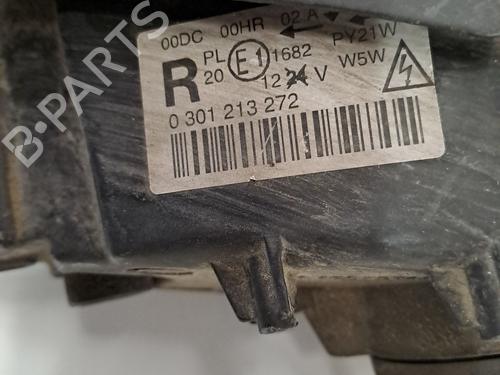 00DC 00HR 02 A PY21W
R PL 20 E1 1682 W5W
12 24 V
0 301 213 272
B-PARTS